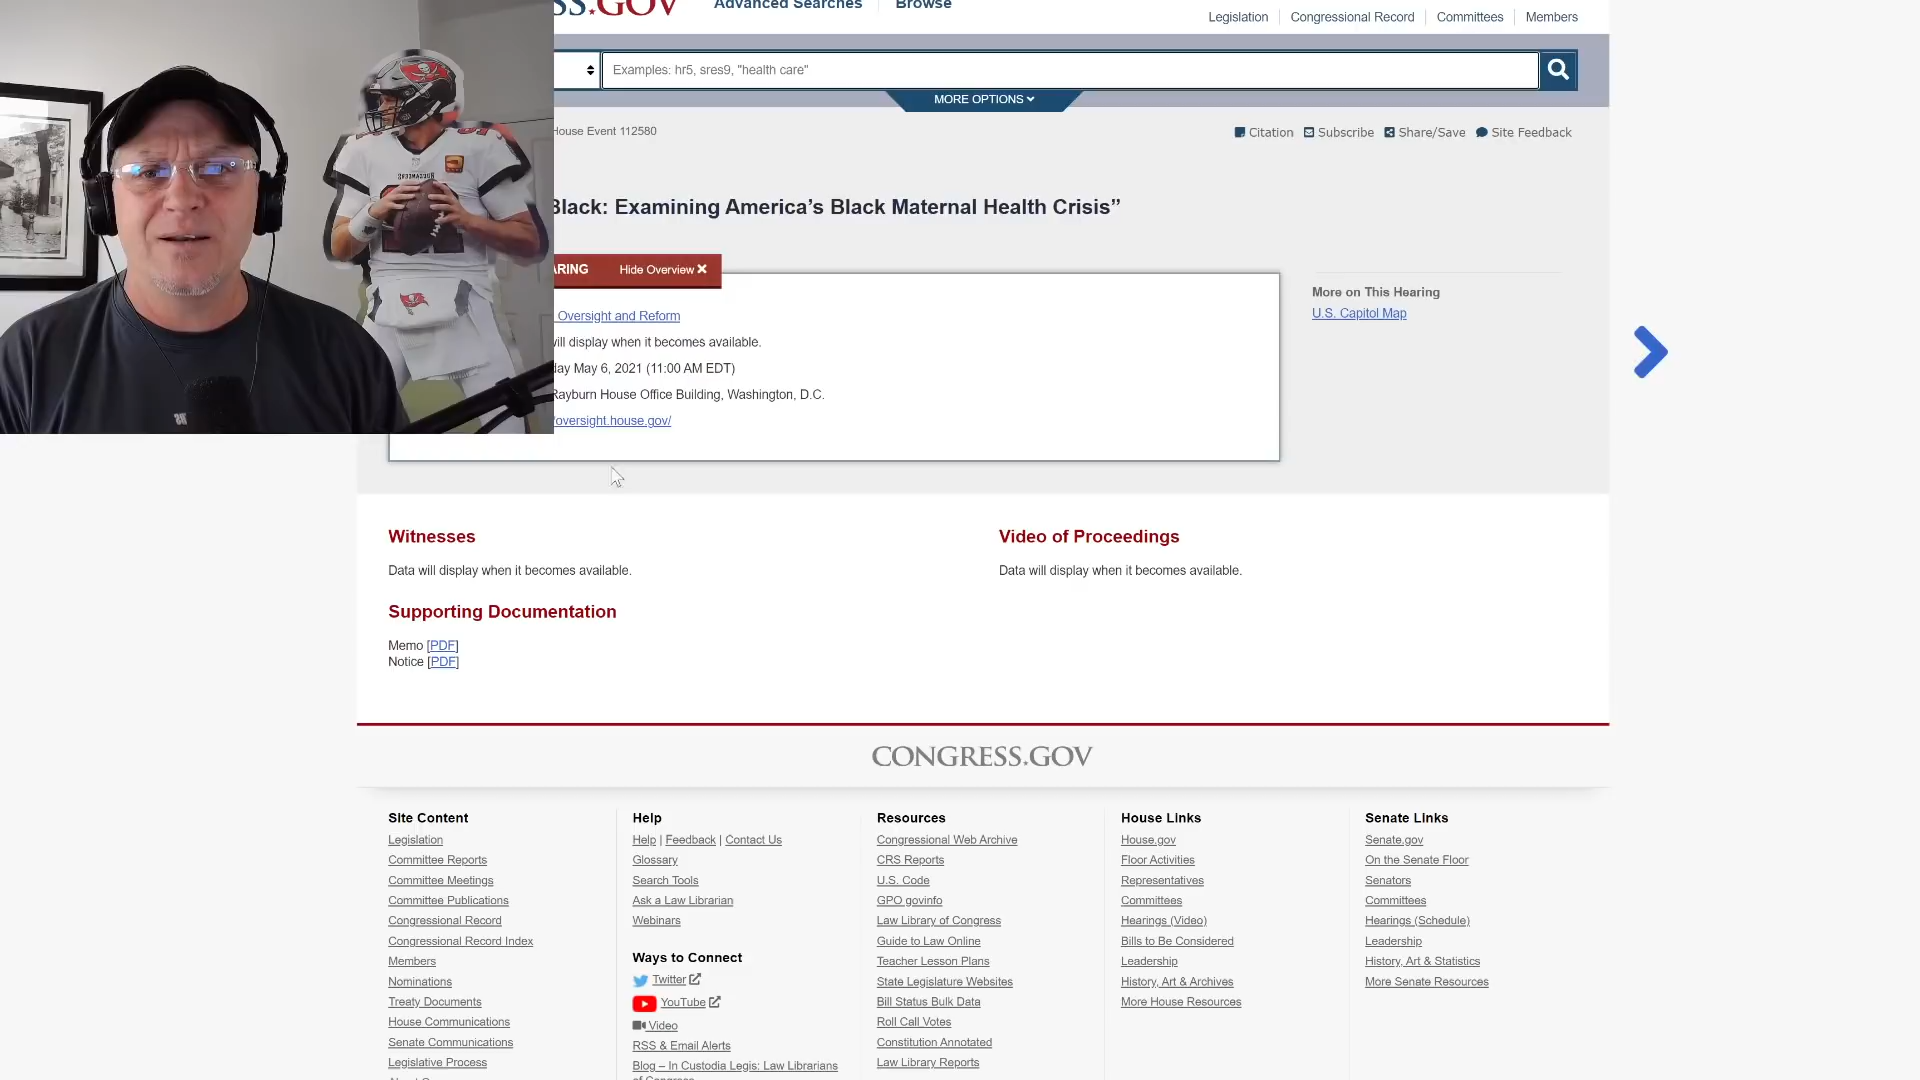 SS.GOV
Advanced Searches
Browse
Legislation
Congressional Record
Committees
Members
Examples: hr5, sres9, "health care"
MORE OPTIONS
House Event 112580
Citation
Subscribe
Share/Save
Site Feedback
Black: Examining America’s Black Maternal Health Crisis”
ARING
Hide Overview
Oversight and Reform
will display when it becomes available.
day May 6, 2021 (11:00 AM EDT)
Rayburn House Office Building, Washington, D.C.
/oversight.house.gov/
More on This Hearing
U.S. Capitol Map
Witnesses
Data will display when it becomes available.
Video of Proceedings
Data will display when it becomes available.
Supporting Documentation
Memo [PDF]
Notice [PDF]
CONGRESS.GOV
Site Content
Legislation
Committee Reports
Committee Meetings
Committee Publications
Congressional Record
Congressional Record Index
Members
Nominations
Treaty Documents
House Communications
Senate Communications
Legislative Process
Help
Help | Feedback | Contact Us
Glossary
Search Tools
Ask a Law Librarian
Webinars
Ways to Connect
Twitter
YouTube
Video
RSS & Email Alerts
Blog – In Custodia Legis: Law Librarians
of Congress
Resources
Congressional Web Archive
CRS Reports
U.S. Code
GPO govinfo
Law Library of Congress
Guide to Law Online
Teacher Lesson Plans
State Legislature Websites
Bill Status Bulk Data
Roll Call Votes
Constitution Annotated
Law Library Reports
House Links
House.gov
Floor Activities
Representatives
Committees
Hearings (Video)
Bills to Be Considered
Leadership
History, Art & Archives
More House Resources
Senate Links
Senate.gov
On the Senate Floor
Senators
Committees
Hearings (Schedule)
Leadership
History, Art & Statistics
More Senate Resources